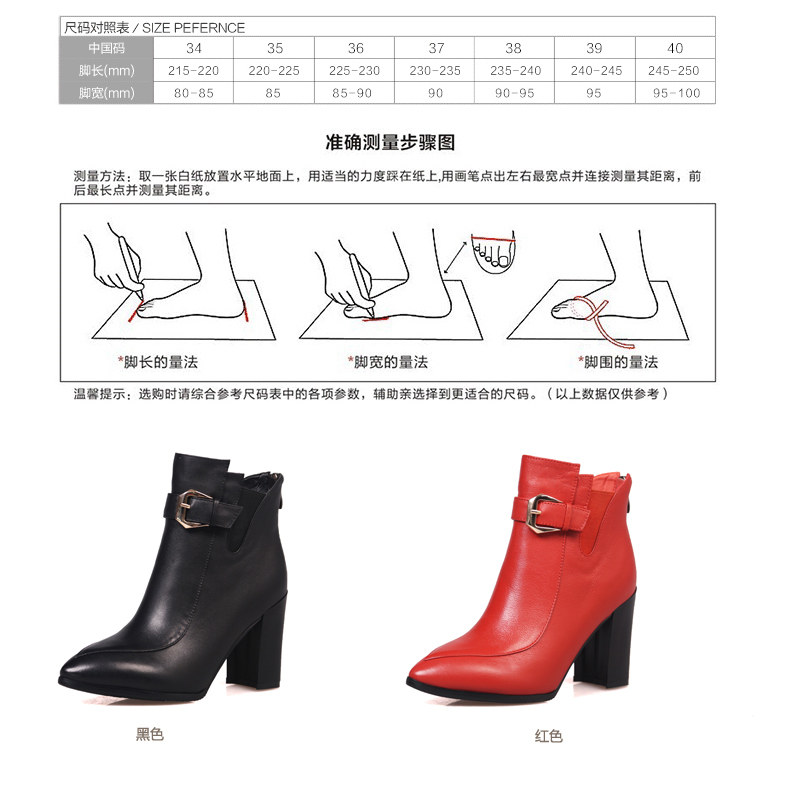 尺码对照表 / SIZE PEFERNCE
中国码 34 35 36 37 38 39 40
脚长(mm) 215-220 220-225 225-230 230-235 235-240 240-245 245-250
脚宽(mm) 80-85 85 85-90 90 90-95 95 95-100
准确测量步骤图
测量方法：取一张白纸放置水平地面上，用适当的力度踩在纸上,用画笔点出左右最宽点并连接测量其距离，前
后最长点并测量其距离。
*脚长的量法 *脚宽的量法 *脚围的量法
温馨提示：选购时请综合参考尺码表中的各项参数，辅助亲选择到更适合的尺码。（以上数据仅供参考）
黑色 红色